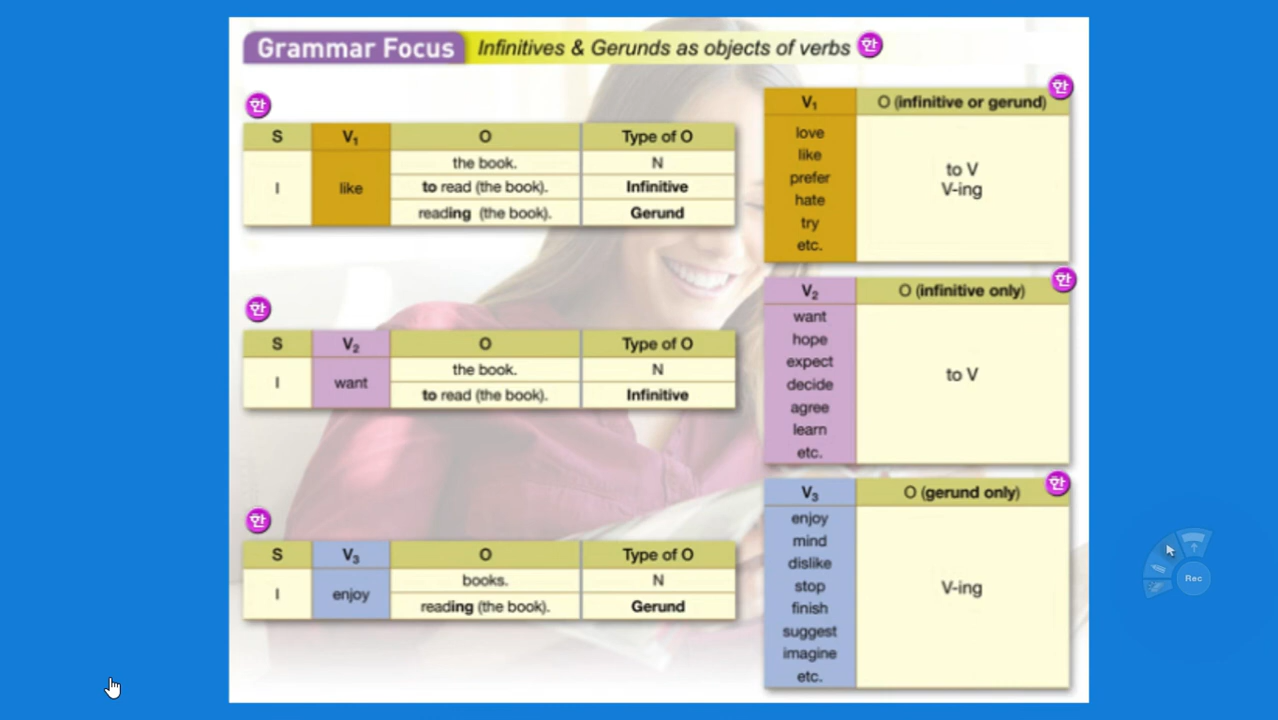 Grammar Focus Infinitives & Gerunds as objects of verbs 한
한
S V₁ O Type of O
I like
the book. N
to read (the book). Infinitive
reading (the book). Gerund
한
S V₂ O Type of O
I want
the book. N
to read (the book). Infinitive
한
S V₃ O Type of O
I enjoy
books. N
reading (the book). Gerund
한
V₁ O (infinitive or gerund)
love
like
prefer
hate
try
etc.
to V
V-ing
한
V₂ O (infinitive only)
want
hope
expect
decide
agree
learn
etc.
to V
한
V₃ O (gerund only)
enjoy
mind
dislike
stop
finish
suggest
imagine
etc.
V-ing
Rec